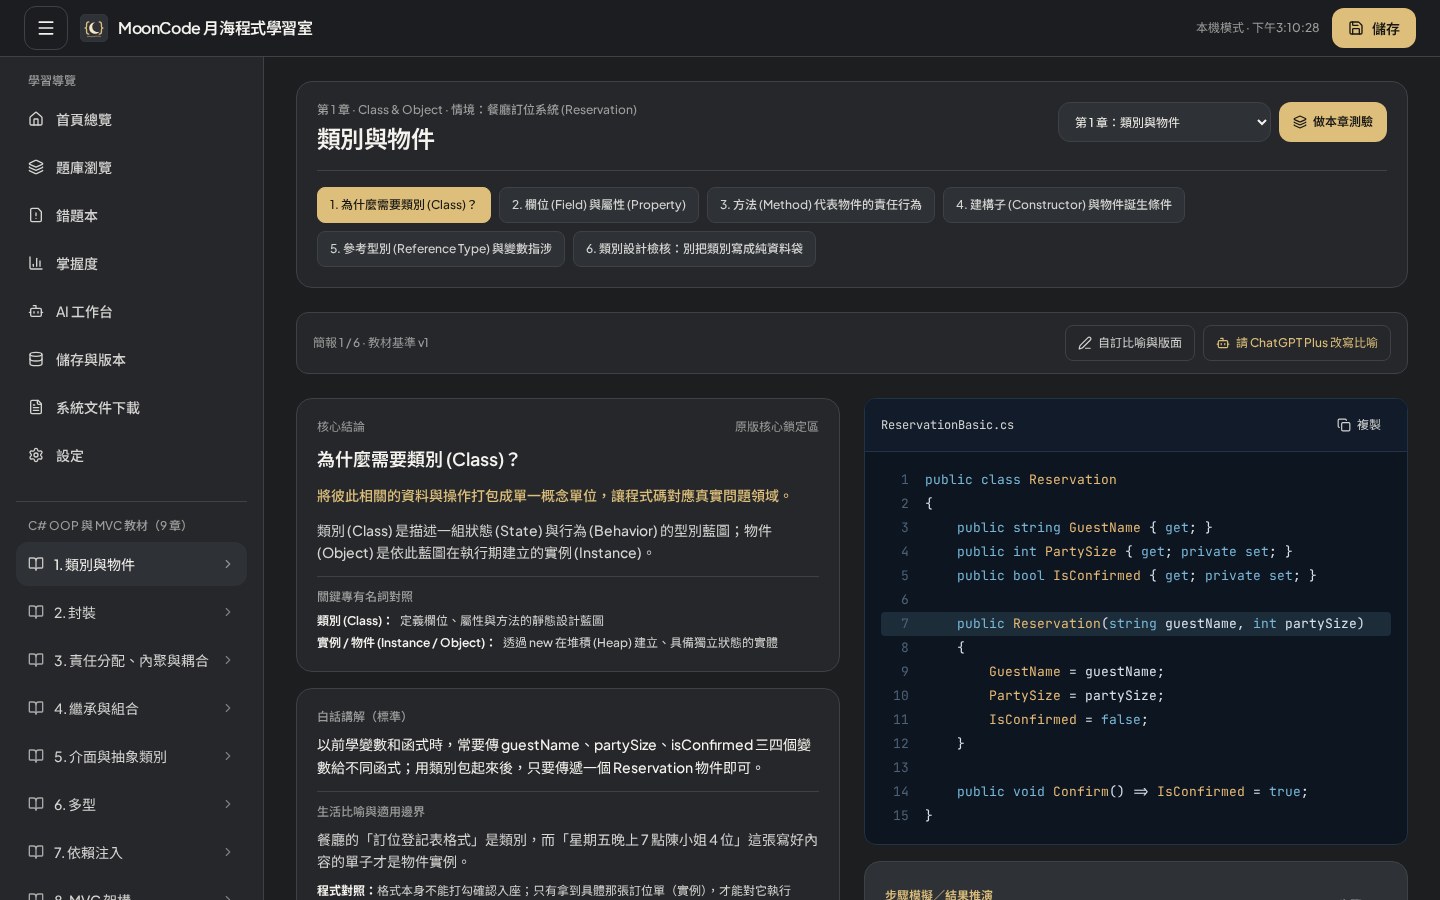 MoonCode 月海程式學習室
本機模式 · 下午3:10:28
儲存
學習導覽
首頁總覽
題庫瀏覽
錯題本
掌握度
AI 工作台
儲存與版本
系統文件下載
設定
C# OOP 與 MVC 教材（9 章）
1. 類別與物件
2. 封裝
3. 責任分配、內聚與耦合
4. 繼承與組合
5. 介面與抽象類別
6. 多型
7. 依賴注入
8. MVC 架構
第 1 章 · Class & Object · 情境：餐廳訂位系統 (Reservation)
類別與物件
第 1 章：類別與物件
做本章測驗
1. 為什麼需要類別 (Class)？
2. 欄位 (Field) 與屬性 (Property)
3. 方法 (Method) 代表物件的責任行為
4. 建構子 (Constructor) 與物件誕生條件
5. 參考型別 (Reference Type) 與變數指涉
6. 類別設計檢核：別把類別寫成純資料袋
簡報 1 / 6 · 教材基準 v1
自訂比喻與版面
請 ChatGPT Plus 改寫比喻
核心結論
原版核心鎖定區
為什麼需要類別 (Class)？
將彼此相關的資料與操作打包成單一概念單位，讓程式碼對應真實問題領域。
類別 (Class) 是描述一組狀態 (State) 與行為 (Behavior) 的型別藍圖；物件
(Object) 是依此藍圖在執行期建立的實例 (Instance)。
關鍵專有名詞對照
類別 (Class)： 定義欄位、屬性與方法的靜態設計藍圖
實例 / 物件 (Instance / Object)： 透過 new 在堆積 (Heap) 建立、具備獨立狀態的實體
白話講解（標準）
以前學變數和函式時，常要傳 guestName、partySize、isConfirmed 三四個變
數給不同函式；用類別包起來後，只要傳遞一個 Reservation 物件即可。
生活比喻與適用邊界
餐廳的「訂位登記表格式」是類別，而「星期五晚上 7 點陳小姐 4 位」這張寫好內
容的單子才是物件實例。
程式對照：格式本身不能打勾確認入座；只有拿到具體那張訂位單（實例），才能對它執行
ReservationBasic.cs
複製
1 public class Reservation
2 {
3     public string GuestName { get; }
4     public int PartySize { get; private set; }
5     public bool IsConfirmed { get; private set; }
6
7     public Reservation(string guestName, int partySize)
8     {
9         GuestName = guestName;
10         PartySize = partySize;
11         IsConfirmed = false;
12     }
13
14     public void Confirm() => IsConfirmed = true;
15 }
步驟模擬／結果推演